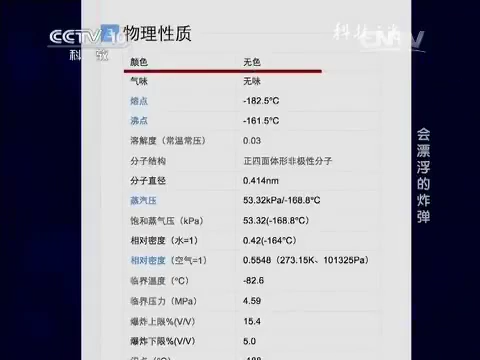 CCTV 10
科教
科技之光
CNTV
3
物理性质
颜色 无色
气味 无味
熔点 -182.5℃
沸点 -161.5℃
溶解度（常温常压） 0.03
分子结构 正四面体形非极性分子
分子直径 0.414nm
蒸汽压 53.32kPa/-168.8℃
饱和蒸气压（kPa） 53.32(-168.8℃)
相对密度（水=1) 0.42(-164℃)
相对密度（空气=1) 0.5548（273.15K、101325Pa）
临界温度（℃） -82.6
临界压力（MPa） 4.59
爆炸上限%(V/V) 15.4
爆炸下限%(V/V) 5.0
闪点（℃） -188
会漂浮的炸弹